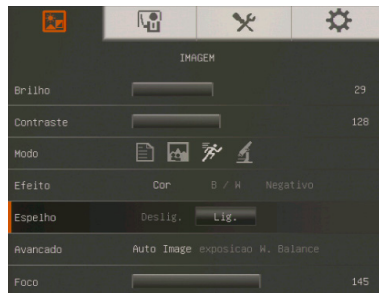 IMAGEM
Brilho 29
Contraste 128
Modo
Efeito Cor B / W Negativo
Espelho Deslig. Lig.
Avancado Auto Image exposicao W. Balance
Foco 145